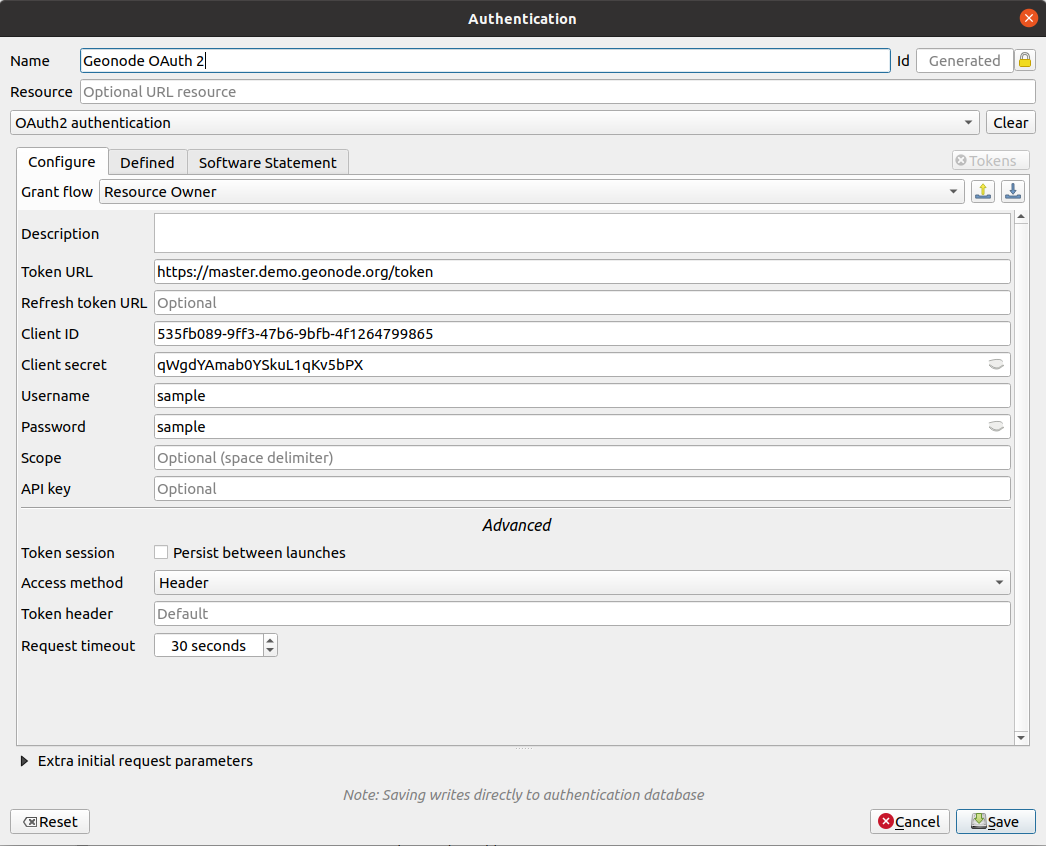 Authentication
Name Geonode OAuth 2 Id Generated
Resource Optional URL resource
OAuth2 authentication Clear
Configure Defined Software Statement Tokens
Grant flow Resource Owner
Description
Token URL https://master.demo.geonode.org/token
Refresh token URL Optional
Client ID 535fb089-9ff3-47b6-9bfb-4f1264799865
Client secret qWgdYAmab0YSkuL1qKv5bPX
Username sample
Password sample
Scope Optional (space delimiter)
API key Optional
Advanced
Token session Persist between launches
Access method Header
Token header Default
Request timeout 30 seconds
Extra initial request parameters
Note: Saving writes directly to authentication database
Reset Cancel Save